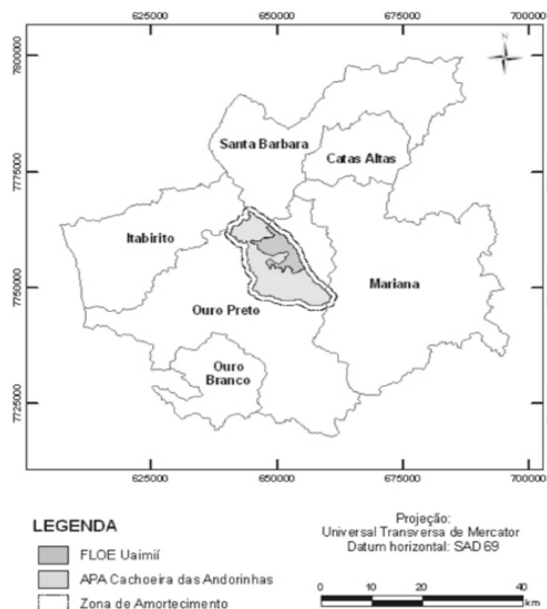 625000 650000 675000 700000
N
7800000
Santa Barbara
Catas Altas
7775000
Itabirito
Mariana
7750000
Ouro Preto
Ouro
Branco
7725000
625000 650000 675000 700000
LEGENDA
FLOE Uaimií
APA Cachoeira das Andorinhas
Zona de Amortecimento
Projeção:
Universal Transversa de Mercator
Datum horizontal: SAD 69
0 10 20 40
km